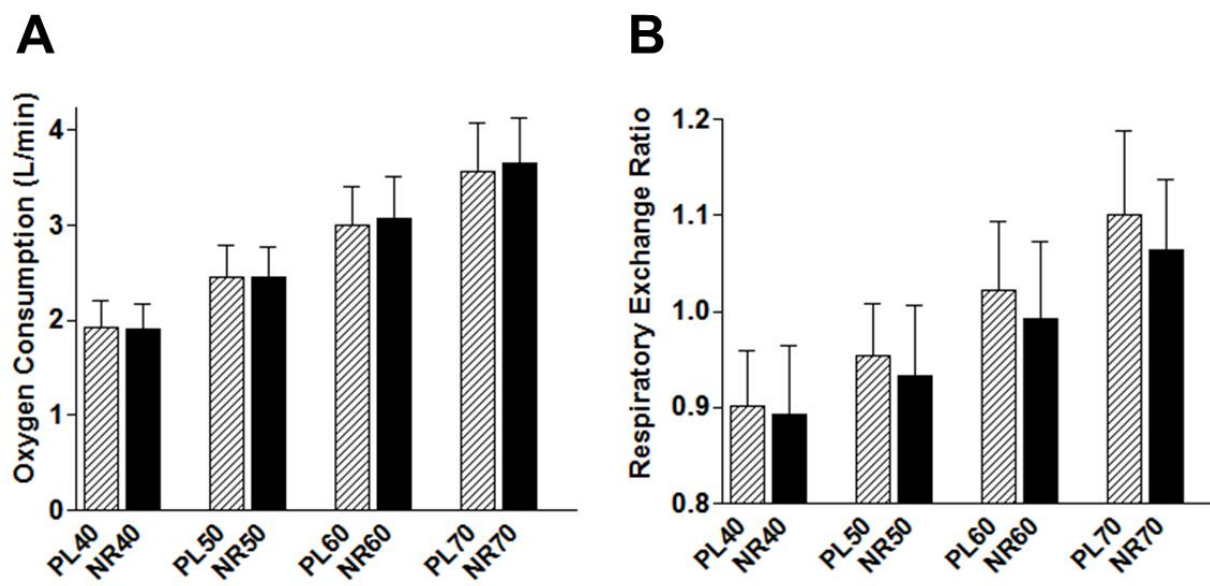 A
Oxygen Consumption (L/min)
4
3
2
1
0
PL40
NR40
PL50
NR50
PL60
NR60
PL70
NR70
B
Respiratory Exchange Ratio
1.2
1.1
1.0
0.9
0.8
PL40
NR40
PL50
NR50
PL60
NR60
PL70
NR70